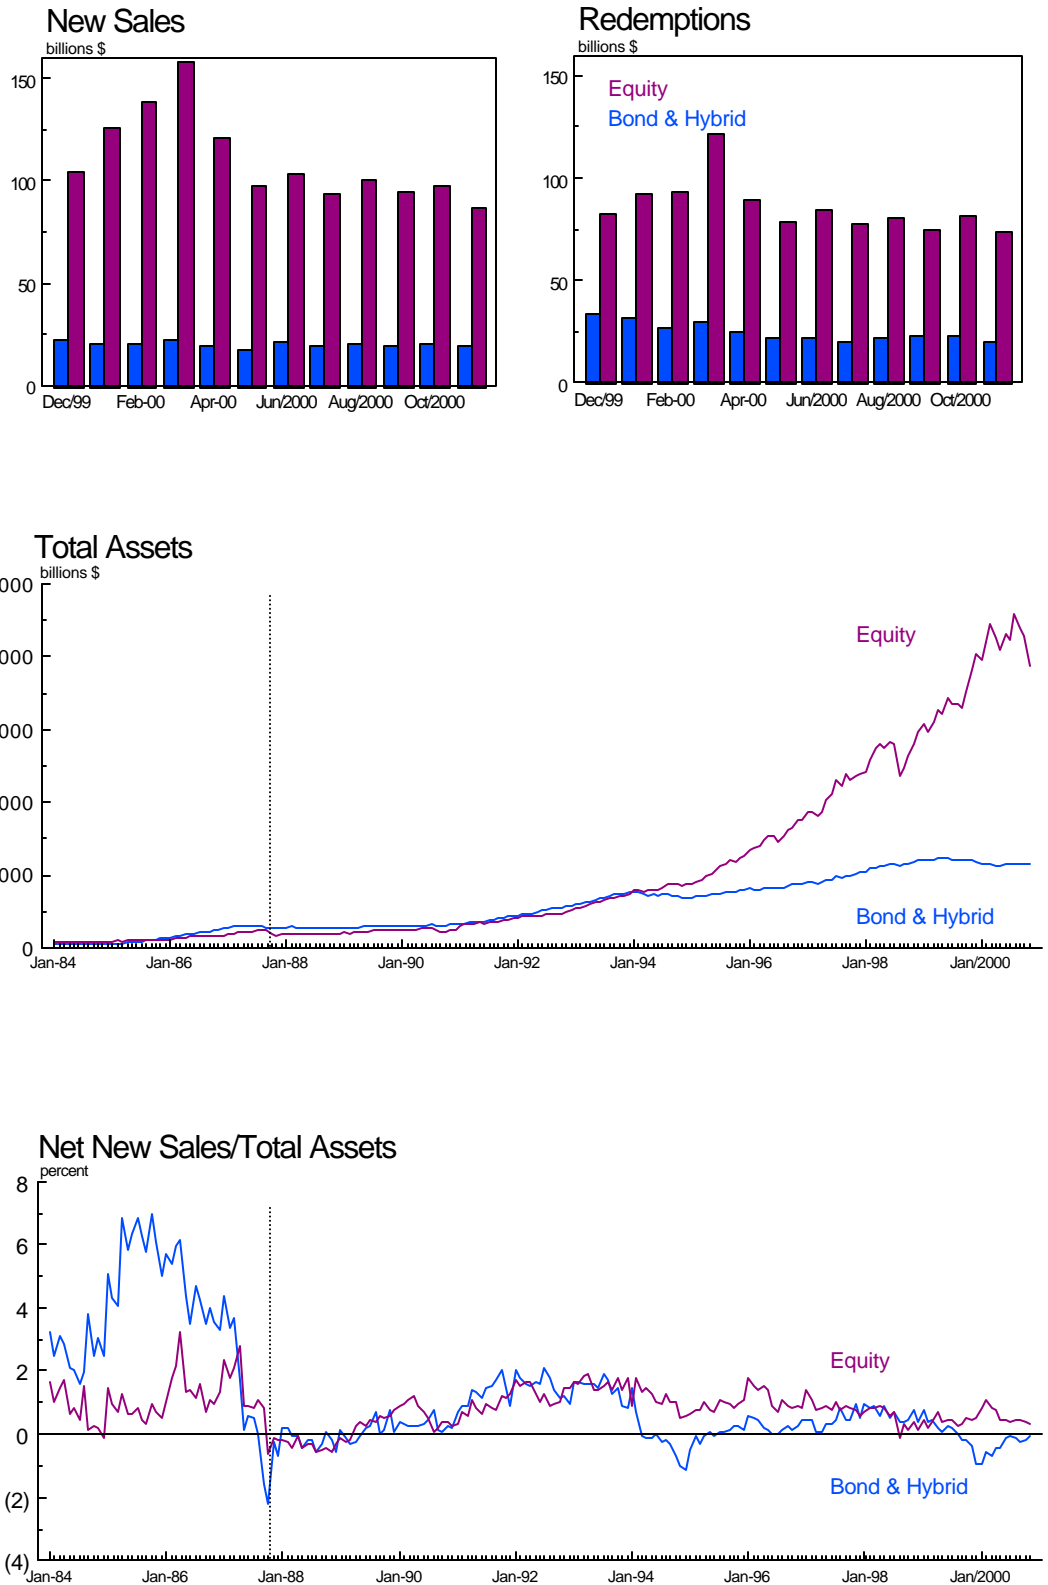 New Sales
billions $
150
100
50
0
Dec/99 Feb-00 Apr-00 Jun/2000 Aug/2000 Oct/2000
Redemptions
billions $
150
Equity
Bond & Hybrid
100
50
0
Dec/99 Feb-00 Apr-00 Jun/2000 Aug/2000 Oct/2000
Total Assets
billions $
000
000
Equity
000
000
000
Bond & Hybrid
0
Jan-84 Jan-86 Jan-88 Jan-90 Jan-92 Jan-94 Jan-96 Jan-98 Jan/2000
Net New Sales/Total Assets
percent
8
6
4
2
Equity
0
Bond & Hybrid
(2)
(4)
Jan-84 Jan-86 Jan-88 Jan-90 Jan-92 Jan-94 Jan-96 Jan-98 Jan/2000